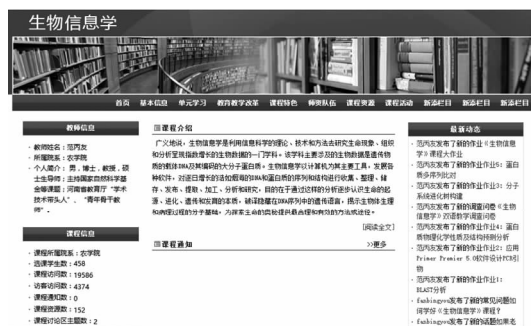 生物信息学
首页 基本信息 单元学习 教育教学改革 课程特色 师资队伍 课程资源 课程活动 新添栏目 新添栏目 新添栏目
教师信息
· 教师姓名：范丙友
· 所属院系：农学院
· 个人简介：男，博士，教授，硕
士生导师；主持国家自然科学基
金等课题；河南省教育厅“学术
技术带头人”、“青年骨干教
师”。
课程信息
· 课程所属院系：农学院
· 选课学生数：458
· 课程访问数：19586
· 访客访问数：4374
· 课程通知数：0
· 课程资源数：152
· 课程讨论区主题数：2
课程介绍
广义地说，生物信息学是利用信息科学的理论、技术和方法去研究生命现象、组织
和分析呈现指数增长的生物数据的一门学科。该学科主要涉及的生物数据是遗传物
质的载体DNA及其编码的大分子蛋白质。生物信息学以计算机为其主要工具，发展各
种软件，对逐日增长的浩如烟海的DNA和蛋白质的序列和结构进行收集、整理、储
存、发布、提取、加工、分析和研究，目的在于通过这样的分析逐步认识生命的起
源、进化、遗传和发育的本质，破译隐藏在DNA序列中的遗传语言，揭示生物体生理
和病理过程的分子基础，为探索生命的奥秘提供最合理和有效的方法或途径。
[阅读全文]
课程通知 >>更多
最新动态
· 范丙友发布了新的作业《生物信息
学》课程大作业
· 范丙友发布了新的作业作业5：蛋白
质多序列比对
· 范丙友发布了新的作业作业3：分子
系统进化树构建
· 范丙友发布了新的调查问卷《生物
信息学》双语教学调查问卷
· 范丙友发布了新的作业作业4：蛋白
质物理化学性质及结构预测分析
· 范丙友发布了新的作业作业2：应用
Primer Premier 5.0软件设计PCR引
物
· 范丙友发布了新的作业作业1：
BLAST分析
· fanbingyou发布了新的常见问题如
何学好《生物信息学》课程？
· fanbingyou发布了新的话题如果老